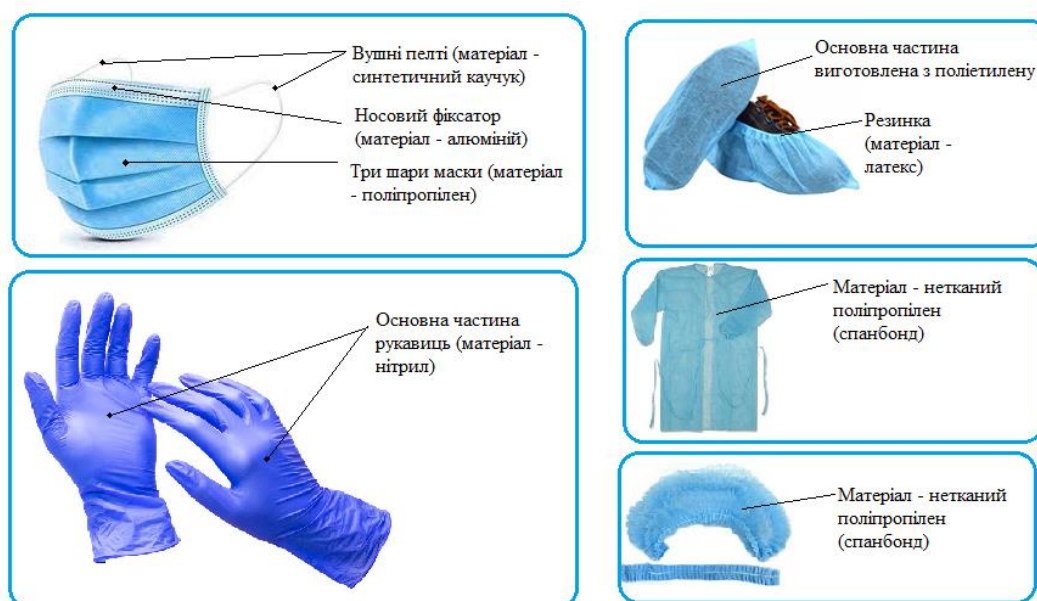 Вушні пелті (матеріал -
синтетичний каучук)
Носовий фіксатор
(матеріал - алюміній)
Три шари маски (матеріал
- поліпропілен)
Основна частина
виготовлена з поліетилену
Резинка
(матеріал -
латекс)
Основна частина
рукавиць (матеріал -
нітрил)
Матеріал - нетканий
поліпропілен
(спанбонд)
Матеріал - нетканий
поліпропілен
(спанбонд)